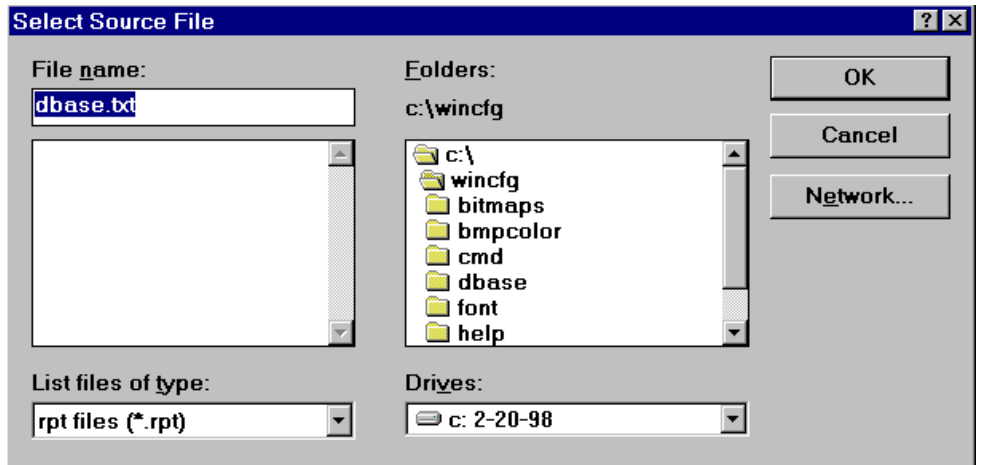 Select Source File
File name:
dbase.txt
Folders:
c:\wincfg
c:\
wincfg
bitmaps
bmpcolor
cmd
dbase
font
help
List files of type:
rpt files (*.rpt)
Drives:
c: 2-20-98
OK
Cancel
Network...